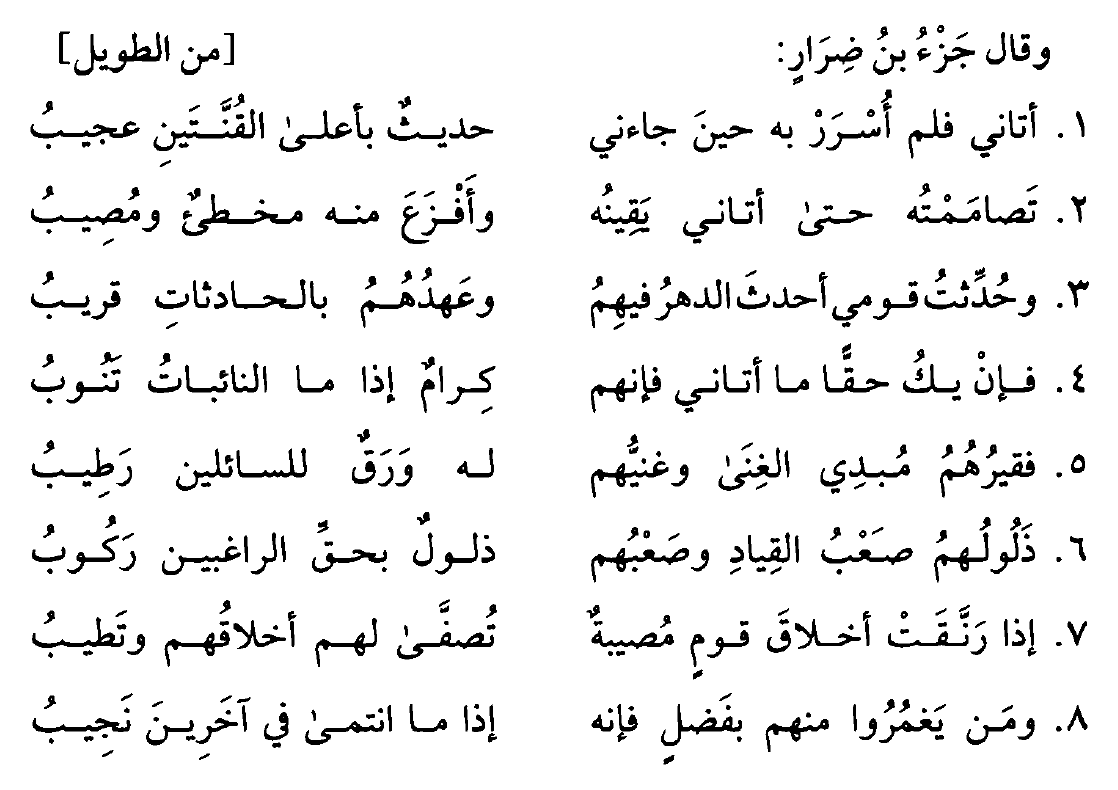 وقال جَزْءُ بنُ ضِرَارٍ: [من الطويل]
١. أتاني فلم أُسْرَرْ به حينَ جاءني حديثٌ بأعلىٰ القُنَّتَينِ عجيبُ
٢. تَصامَمْتُه حتىٰ أتاني يَقِينُه وأَفْزَعَ منه مخطئٌ ومُصِيبُ
٣. وحُدِّثتُ قومي أحدثَ الدهرُ فيهِمُ وعَهدُهُمُ بالحادثاتِ قريبُ
٤. فإنْ يكُ حقًّا ما أتاني فإنهم كِرامٌ إذا ما النائباتُ تَنُوبُ
٥. فقيرُهُمُ مُبدِي الغِنَىٰ وغنيُّهم له وَرَقٌ للسائلين رَطِيبُ
٦. ذَلُولُهمُ صعْبُ القِيادِ وصَعْبُهم ذلولٌ بحقِّ الراغبين رَكُوبُ
٧. إذا رَنَّقَتْ أخلاقَ قومٍ مُصيبةٌ تُصفَّىٰ لهم أخلاقُهم وتَطيبُ
٨. ومَن يَغمُرُوا منهم بفَضلٍ فإنه إذا ما انتمىٰ في آخَرِينَ نَجِيبُ